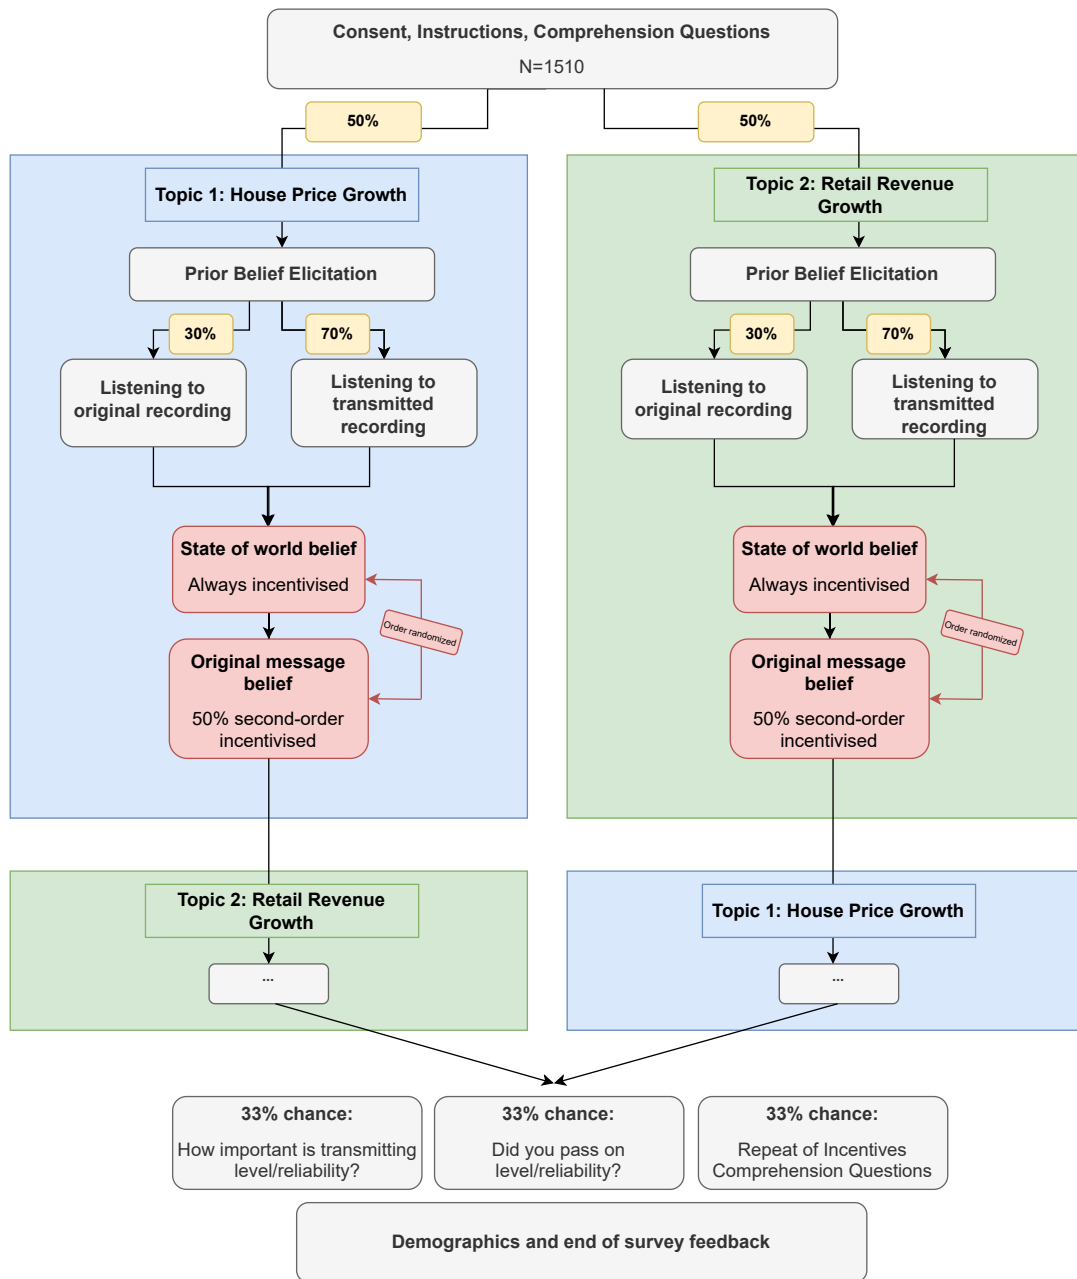 Consent, Instructions, Comprehension Questions
N=1510
50%
50%
Topic 1: House Price Growth
Prior Belief Elicitation
30%
70%
Listening to
original recording
Listening to
transmitted
recording
State of world belief
Always incentivised
Order randomized
Original message
belief
50% second-order
incentivised
Topic 2: Retail Revenue
Growth
Prior Belief Elicitation
30%
70%
Listening to
original recording
Listening to
transmitted
recording
State of world belief
Always incentivised
Order randomized
Original message
belief
50% second-order
incentivised
Topic 2: Retail Revenue
Growth
...
Topic 1: House Price Growth
...
33% chance:
How important is transmitting
level/reliability?
33% chance:
Did you pass on
level/reliability?
33% chance:
Repeat of Incentives
Comprehension Questions
Demographics and end of survey feedback